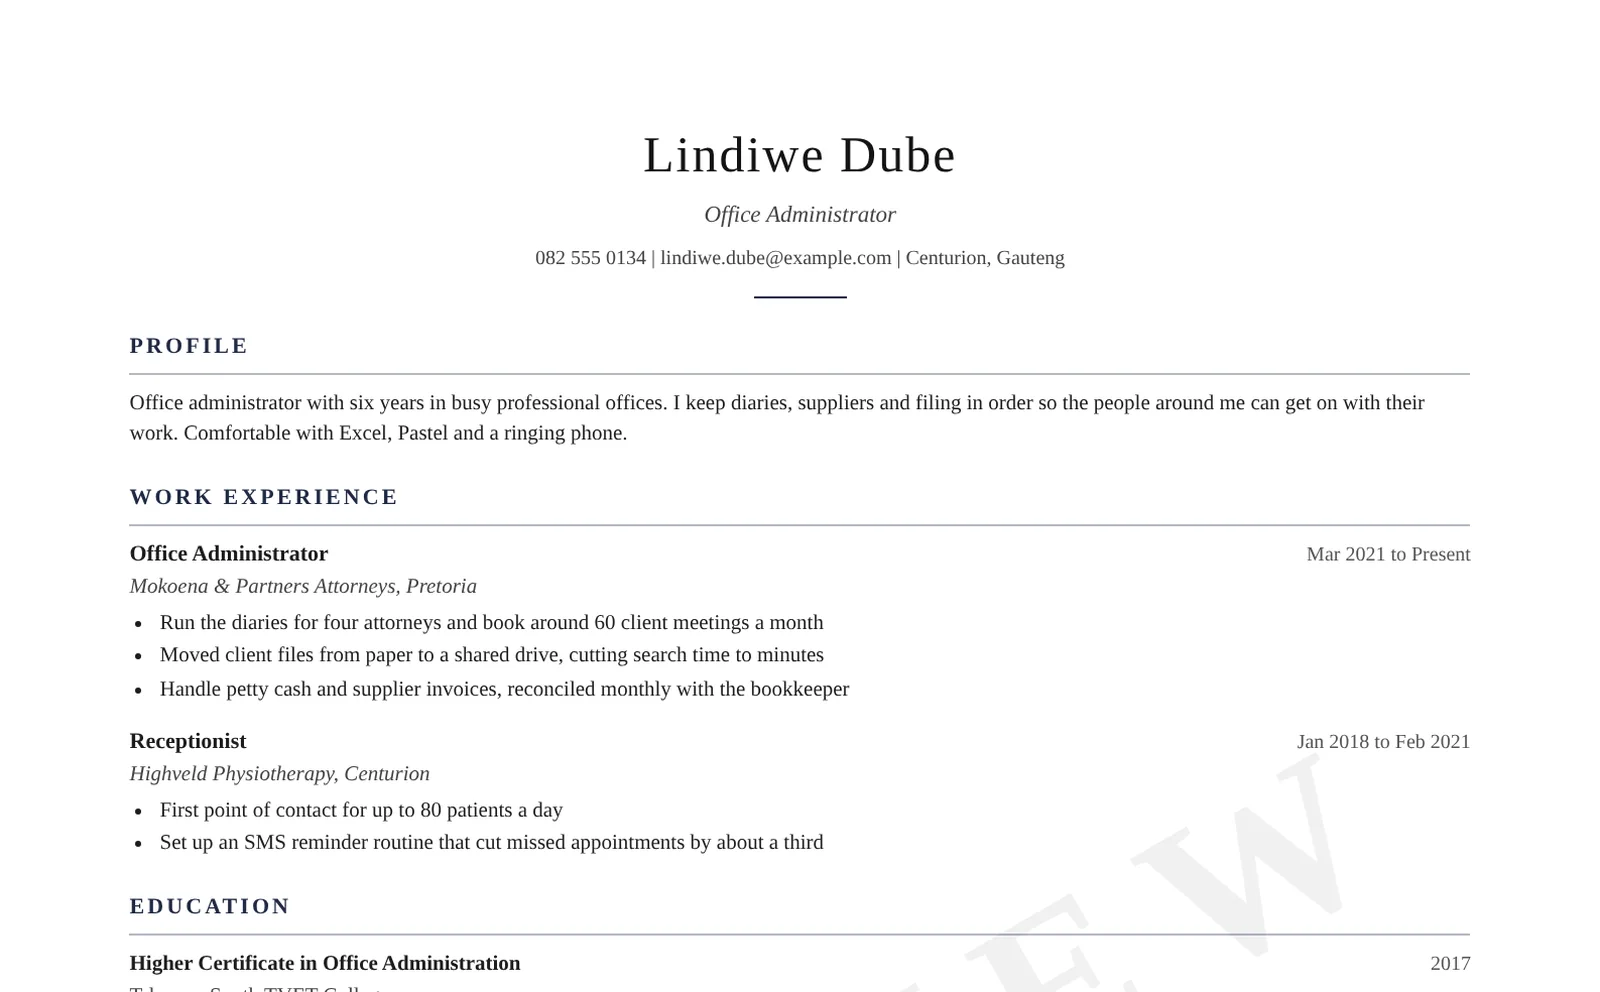 Lindiwe Dube
Office Administrator
082 555 0134 | lindiwe.dube@example.com | Centurion, Gauteng
PROFILE
Office administrator with six years in busy professional offices. I keep diaries, suppliers and filing in order so the people around me can get on with their
work. Comfortable with Excel, Pastel and a ringing phone.
WORK EXPERIENCE
Office Administrator Mar 2021 to Present
Mokoena & Partners Attorneys, Pretoria
• Run the diaries for four attorneys and book around 60 client meetings a month
• Moved client files from paper to a shared drive, cutting search time to minutes
• Handle petty cash and supplier invoices, reconciled monthly with the bookkeeper
Receptionist Jan 2018 to Feb 2021
Highveld Physiotherapy, Centurion
• First point of contact for up to 80 patients a day
• Set up an SMS reminder routine that cut missed appointments by about a third
EDUCATION
Higher Certificate in Office Administration 2017